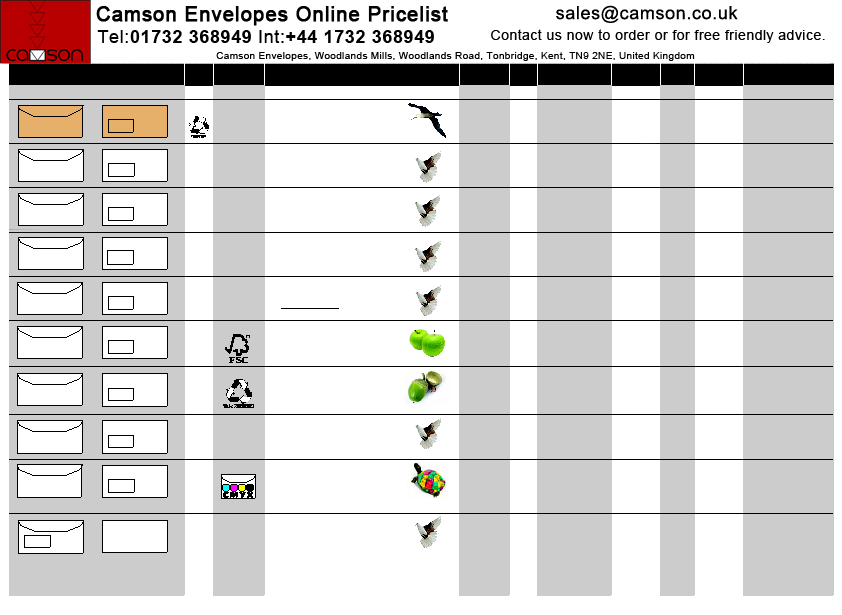 camson
Camson Envelopes Online Pricelist
Tel:01732 368949 Int:+44 1732 368949
sales@camson.co.uk
Contact us now to order or for free friendly advice.
Camson Envelopes, Woodlands Mills, Woodlands Road, Tonbridge, Kent, TN9 2NE, United Kingdom
FSC
CMYK